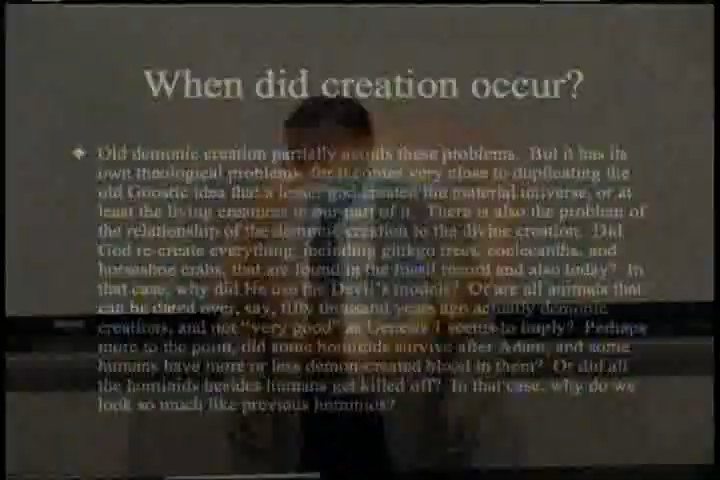 When did creation occur?
Old demonic creation partially avoids these problems. But it has its
own theological problems, for it comes very close to duplicating the
old Gnostic idea that a lesser god created the material universe, or at
least the living creatures in our part of it. There is also the problem of
the relationship of the demonic creation to the divine creation. Did
God re-create everything, including ginkgo trees, coelecanths, and
horseshoe crabs, that are found in the fossil record and also today? In
that case, why did He use the Devil's models? Or are all animals that
can be dated over, say, fifty thousand years ago actually demonic
creations, and not "very good" as Genesis 1 seems to imply? Perhaps
more to the point, did some hominids survive after Adam, and some
humans have more or less demon-created blood in them? Or did all
the hominids besides humans get killed off? In that case, why do we
look so much like previous hominids?